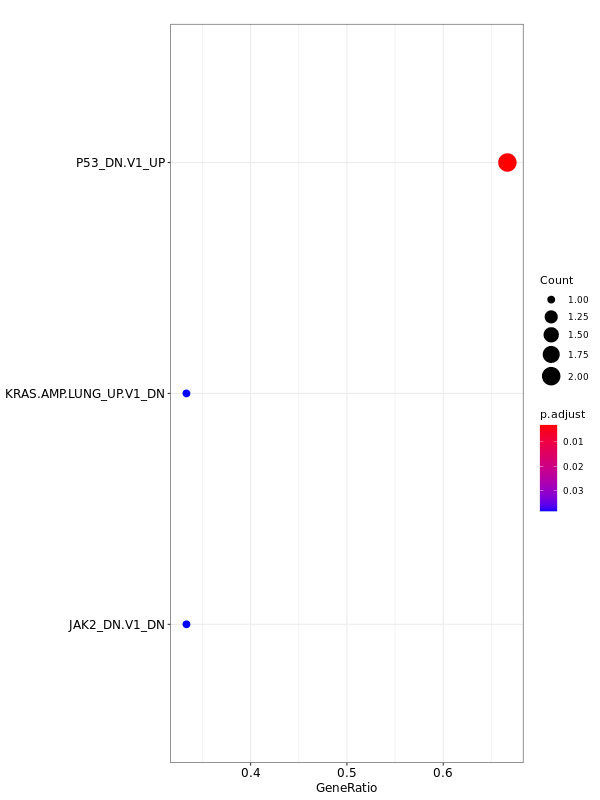 P53_DN.V1_UP
KRAS.AMP.LUNG_UP.V1_DN
JAK2_DN.V1_DN
0.4 0.5 0.6
GeneRatio
Count
1.00
1.25
1.50
1.75
2.00
p.adjust
0.01
0.02
0.03